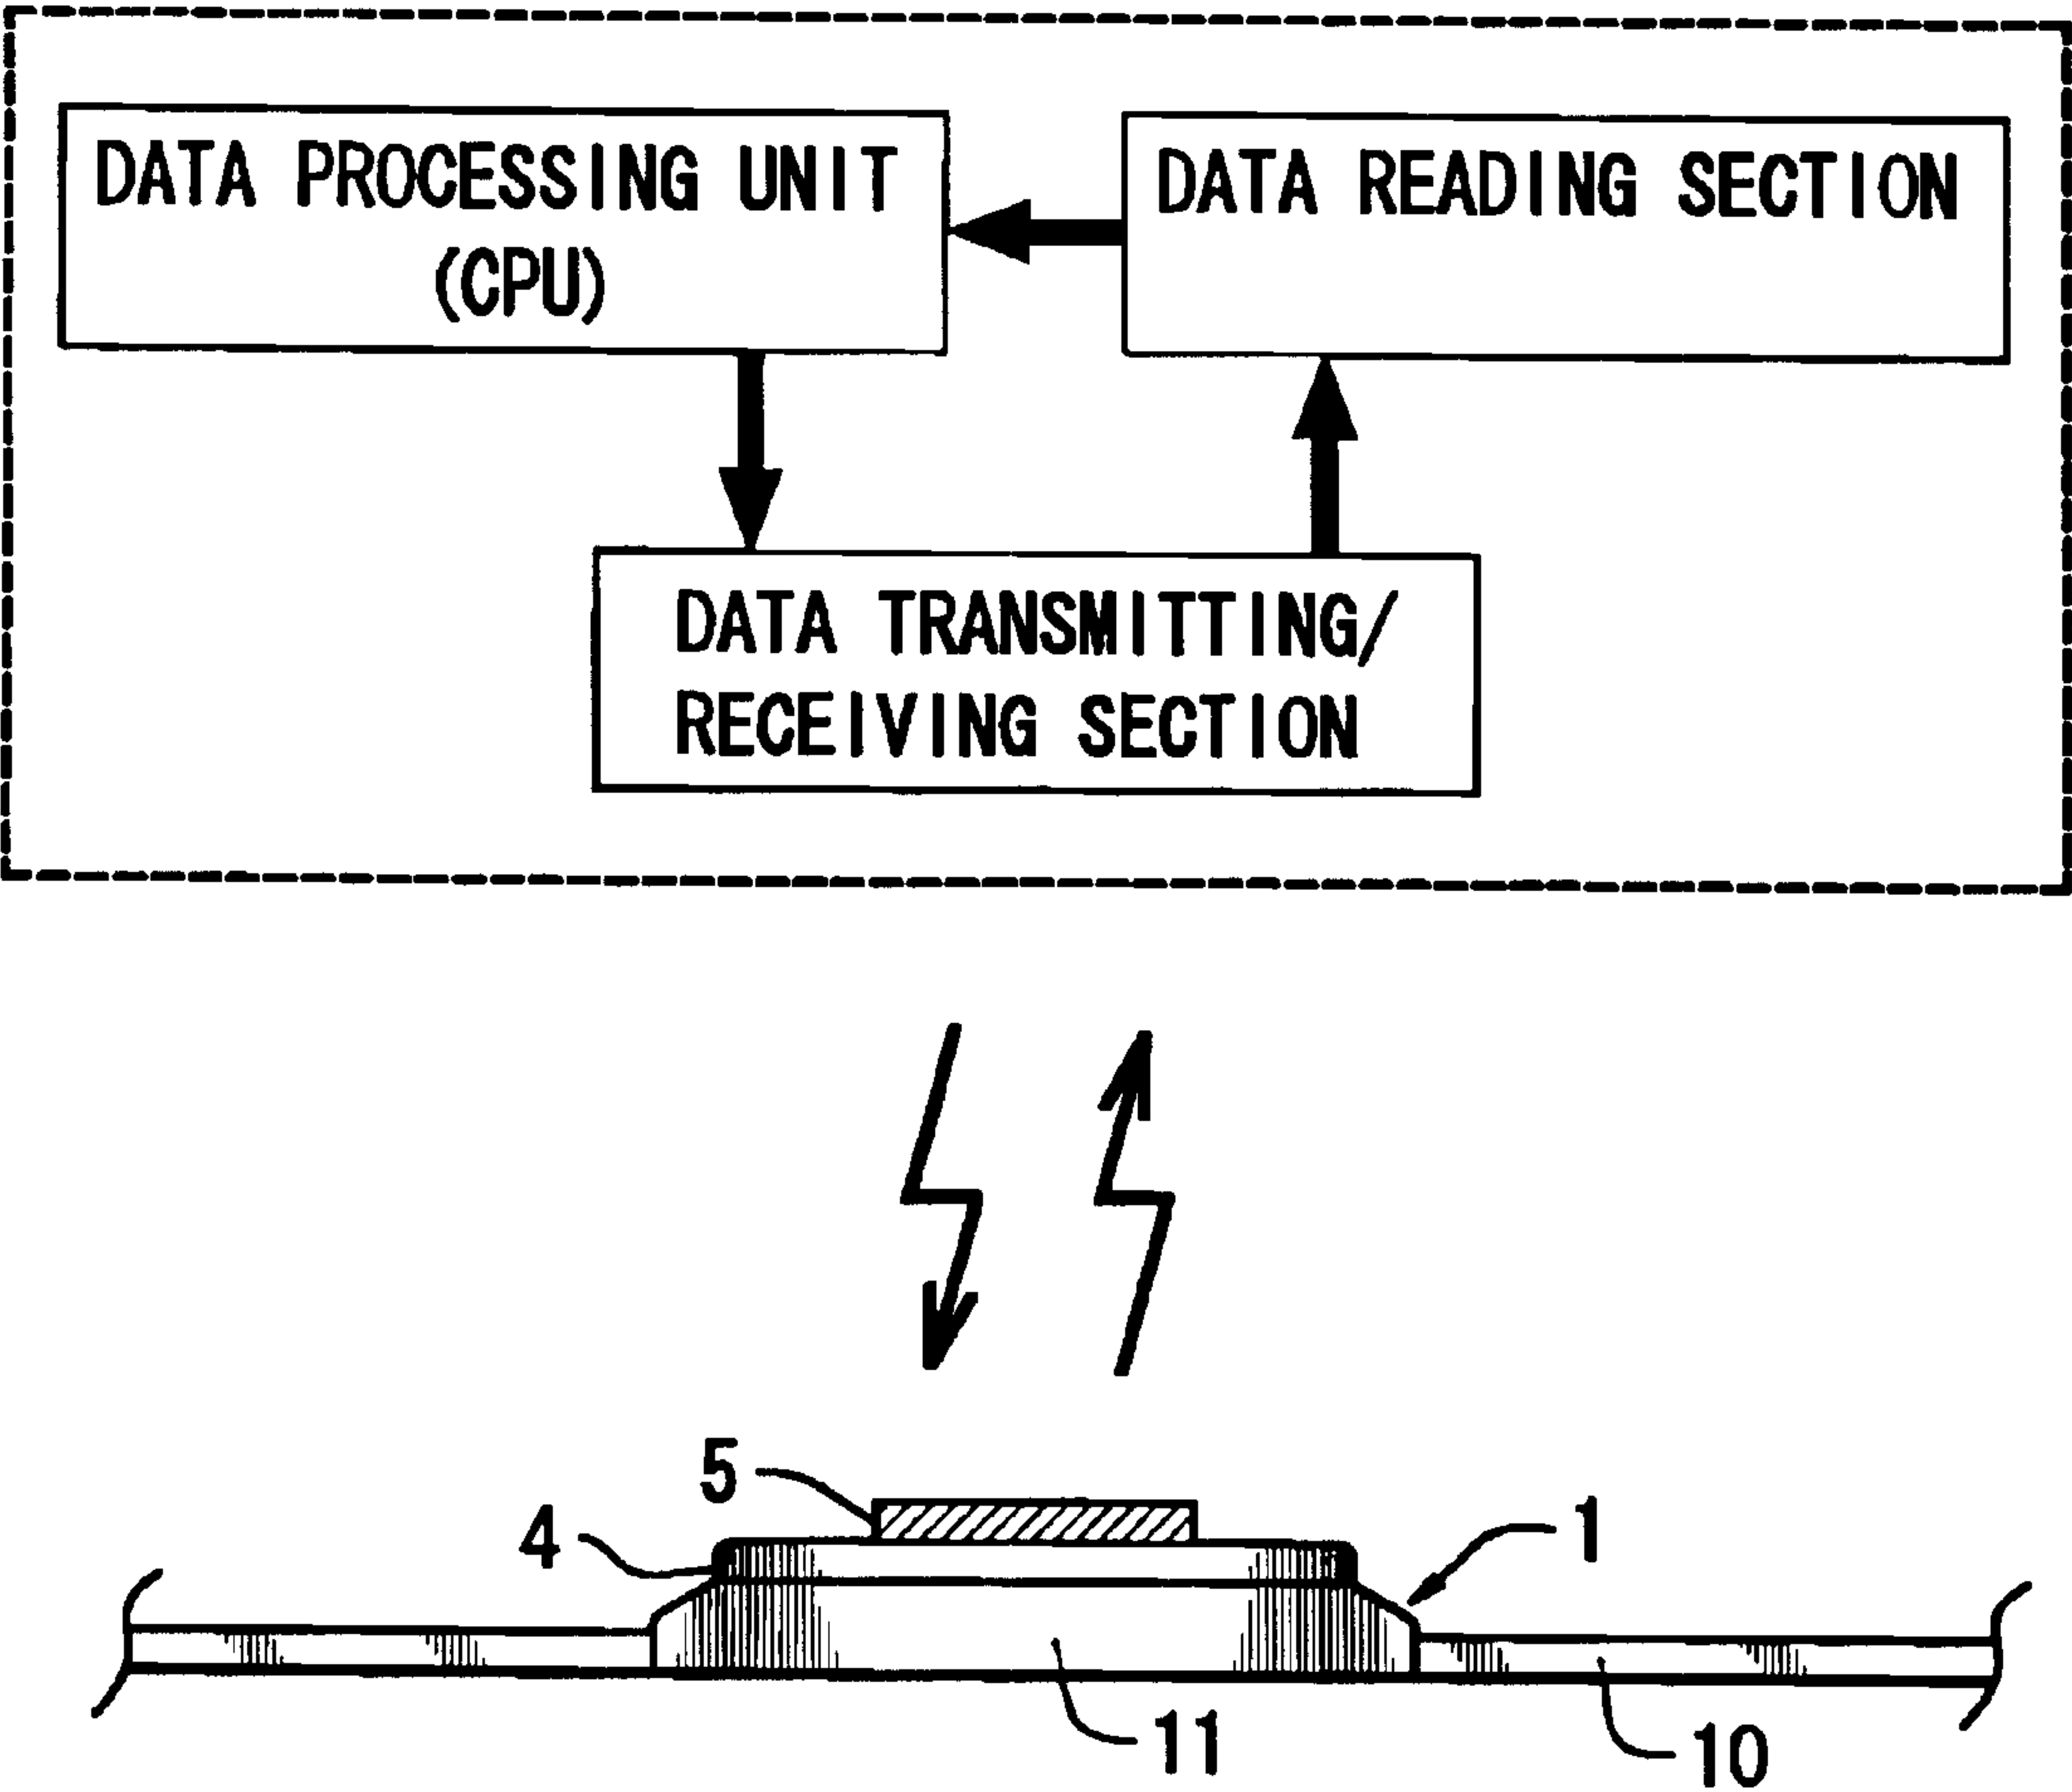 DATA PROCESSING UNIT
(CPU)
DATA READING SECTION
DATA TRANSMITTING/
RECEIVING SECTION
5
4
1
11
10